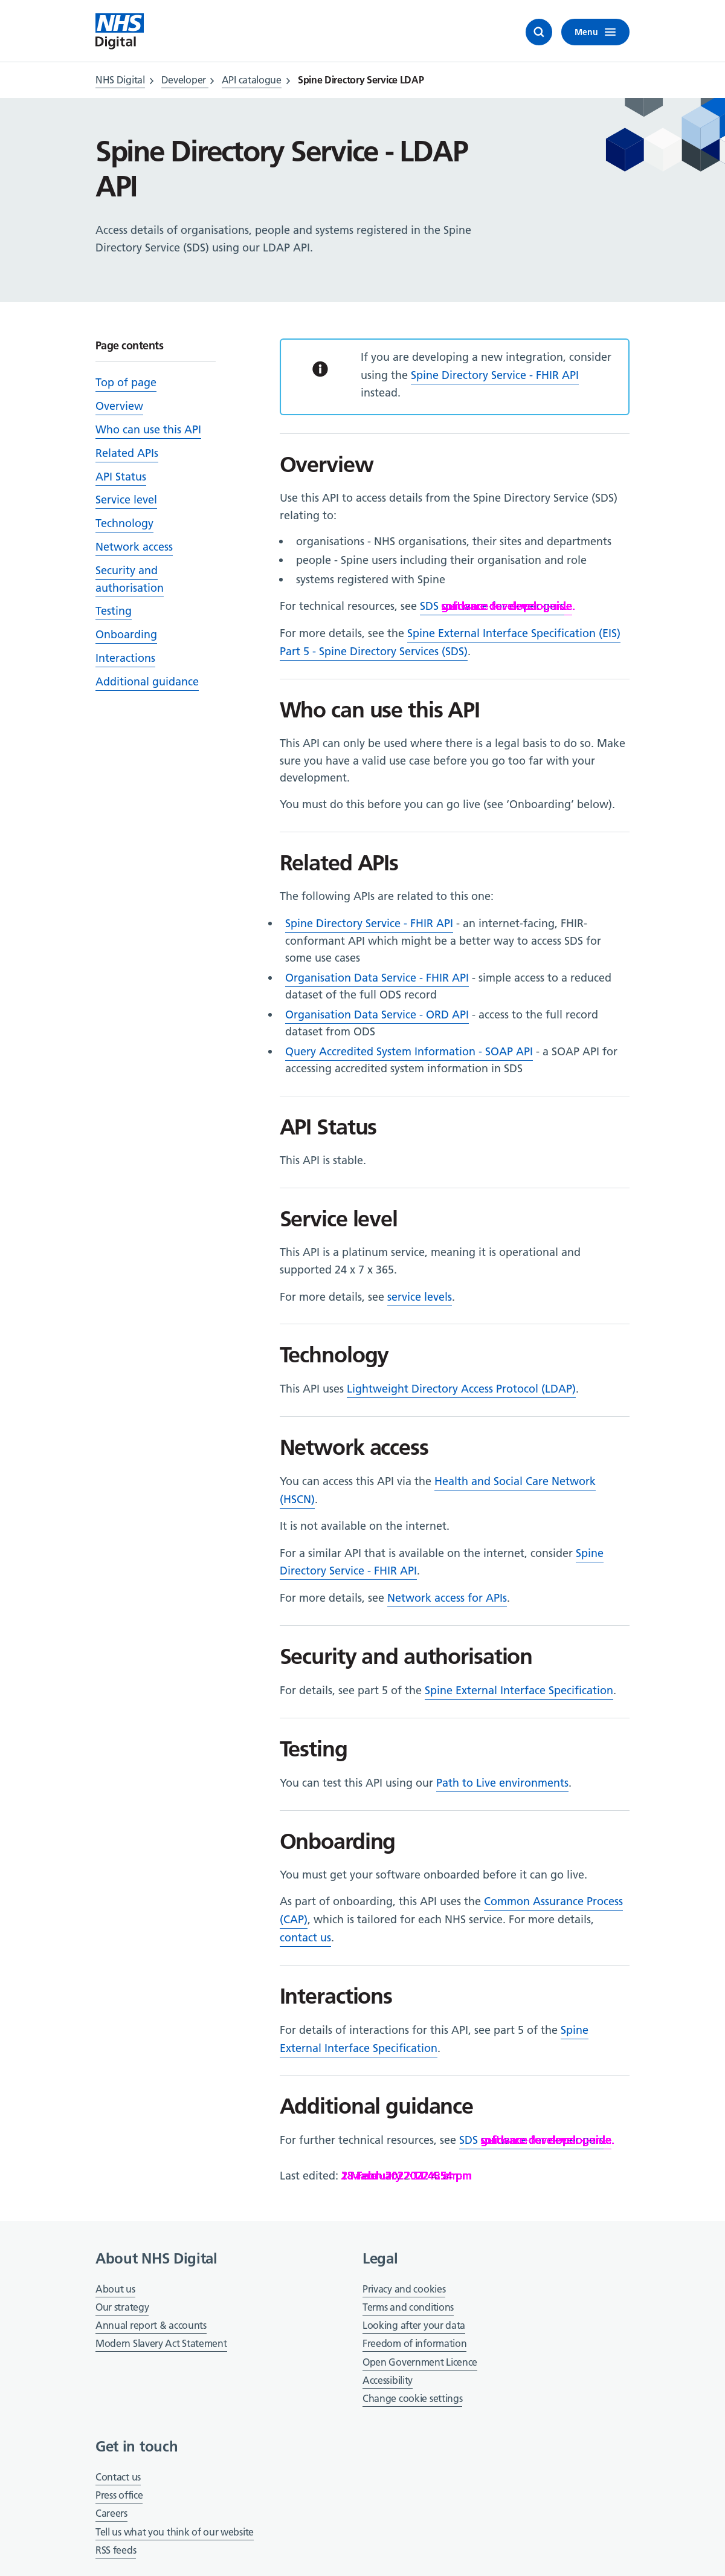 NHS
Digital
Menu
NHS Digital > Developer > API catalogue > Spine Directory Service LDAP
Spine Directory Service - LDAP
API
Access details of organisations, people and systems registered in the Spine
Directory Service (SDS) using our LDAP API.
Page contents
Top of page
Overview
Who can use this API
Related APIs
API Status
Service level
Technology
Network access
Security and
authorisation
Testing
Onboarding
Interactions
Additional guidance
If you are developing a new integration, consider
using the Spine Directory Service - FHIR API
instead.
Overview
Use this API to access details from the Spine Directory Service (SDS)
relating to:
• organisations - NHS organisations, their sites and departments
• people - Spine users including their organisation and role
• systems registered with Spine
For technical resources, see SDS
For more details, see the Spine External Interface Specification (EIS)
Part 5 - Spine Directory Services (SDS).
Who can use this API
This API can only be used where there is a legal basis to do so. Make
sure you have a valid use case before you go too far with your
development.
You must do this before you can go live (see ‘Onboarding’ below).
Related APIs
The following APIs are related to this one:
• Spine Directory Service - FHIR API - an internet-facing, FHIR-
conformant API which might be a better way to access SDS for
some use cases
• Organisation Data Service - FHIR API - simple access to a reduced
dataset of the full ODS record
• Organisation Data Service - ORD API - access to the full record
dataset from ODS
• Query Accredited System Information - SOAP API - a SOAP API for
accessing accredited system information in SDS
API Status
This API is stable.
Service level
This API is a platinum service, meaning it is operational and
supported 24 x 7 x 365.
For more details, see service levels.
Technology
This API uses Lightweight Directory Access Protocol (LDAP).
Network access
You can access this API via the Health and Social Care Network
(HSCN).
It is not available on the internet.
For a similar API that is available on the internet, consider Spine
Directory Service - FHIR API.
For more details, see Network access for APIs.
Security and authorisation
For details, see part 5 of the Spine External Interface Specification.
Testing
You can test this API using our Path to Live environments.
Onboarding
You must get your software onboarded before it can go live.
As part of onboarding, this API uses the Common Assurance Process
(CAP), which is tailored for each NHS service. For more details,
contact us.
Interactions
For details of interactions for this API, see part 5 of the Spine
External Interface Specification.
Additional guidance
For further technical resources, see SDS
Last edited:
About NHS Digital
About us
Our strategy
Annual report & accounts
Modern Slavery Act Statement
Legal
Privacy and cookies
Terms and conditions
Looking after your data
Freedom of information
Open Government Licence
Accessibility
Change cookie settings
Get in touch
Contact us
Press office
Careers
Tell us what you think of our website
RSS feeds